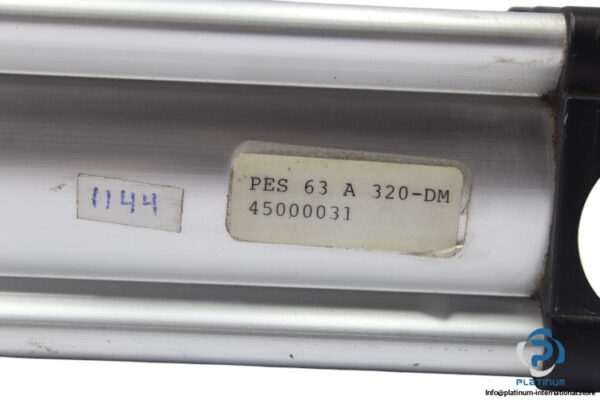 PES 63 A 320-DM
45000031
1144
PLATINUM
Info@platinum-international.store